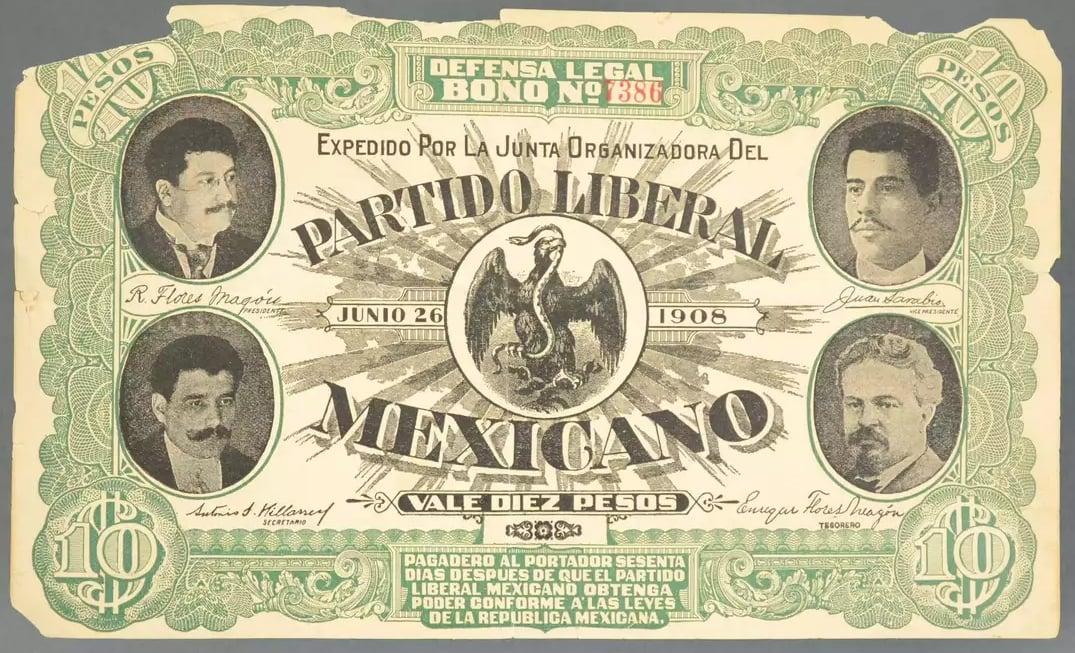 PESOS 10
DEFENSA LEGAL
BONO Nº 7386
10 PESOS
EXPEDIDO POR LA JUNTA ORGANIZADORA DEL
PARTIDO LIBERAL
R. Flores Magón
PRESIDENTE
Juan Sarabia
VICE PRESIDENTE
JUNIO 26 1908
MEXICANO
VALE DIEZ PESOS
Antonio I. Villarreal
SECRETARIO
Enrique Flores Magón
TESORERO
10
10
PAGADERO AL PORTADOR SESENTA
DIAS DESPUES DE QUE EL PARTIDO
LIBERAL MEXICANO OBTENGA
PODER CONFORME A LAS LEYES
DE LA REPUBLICA MEXICANA.